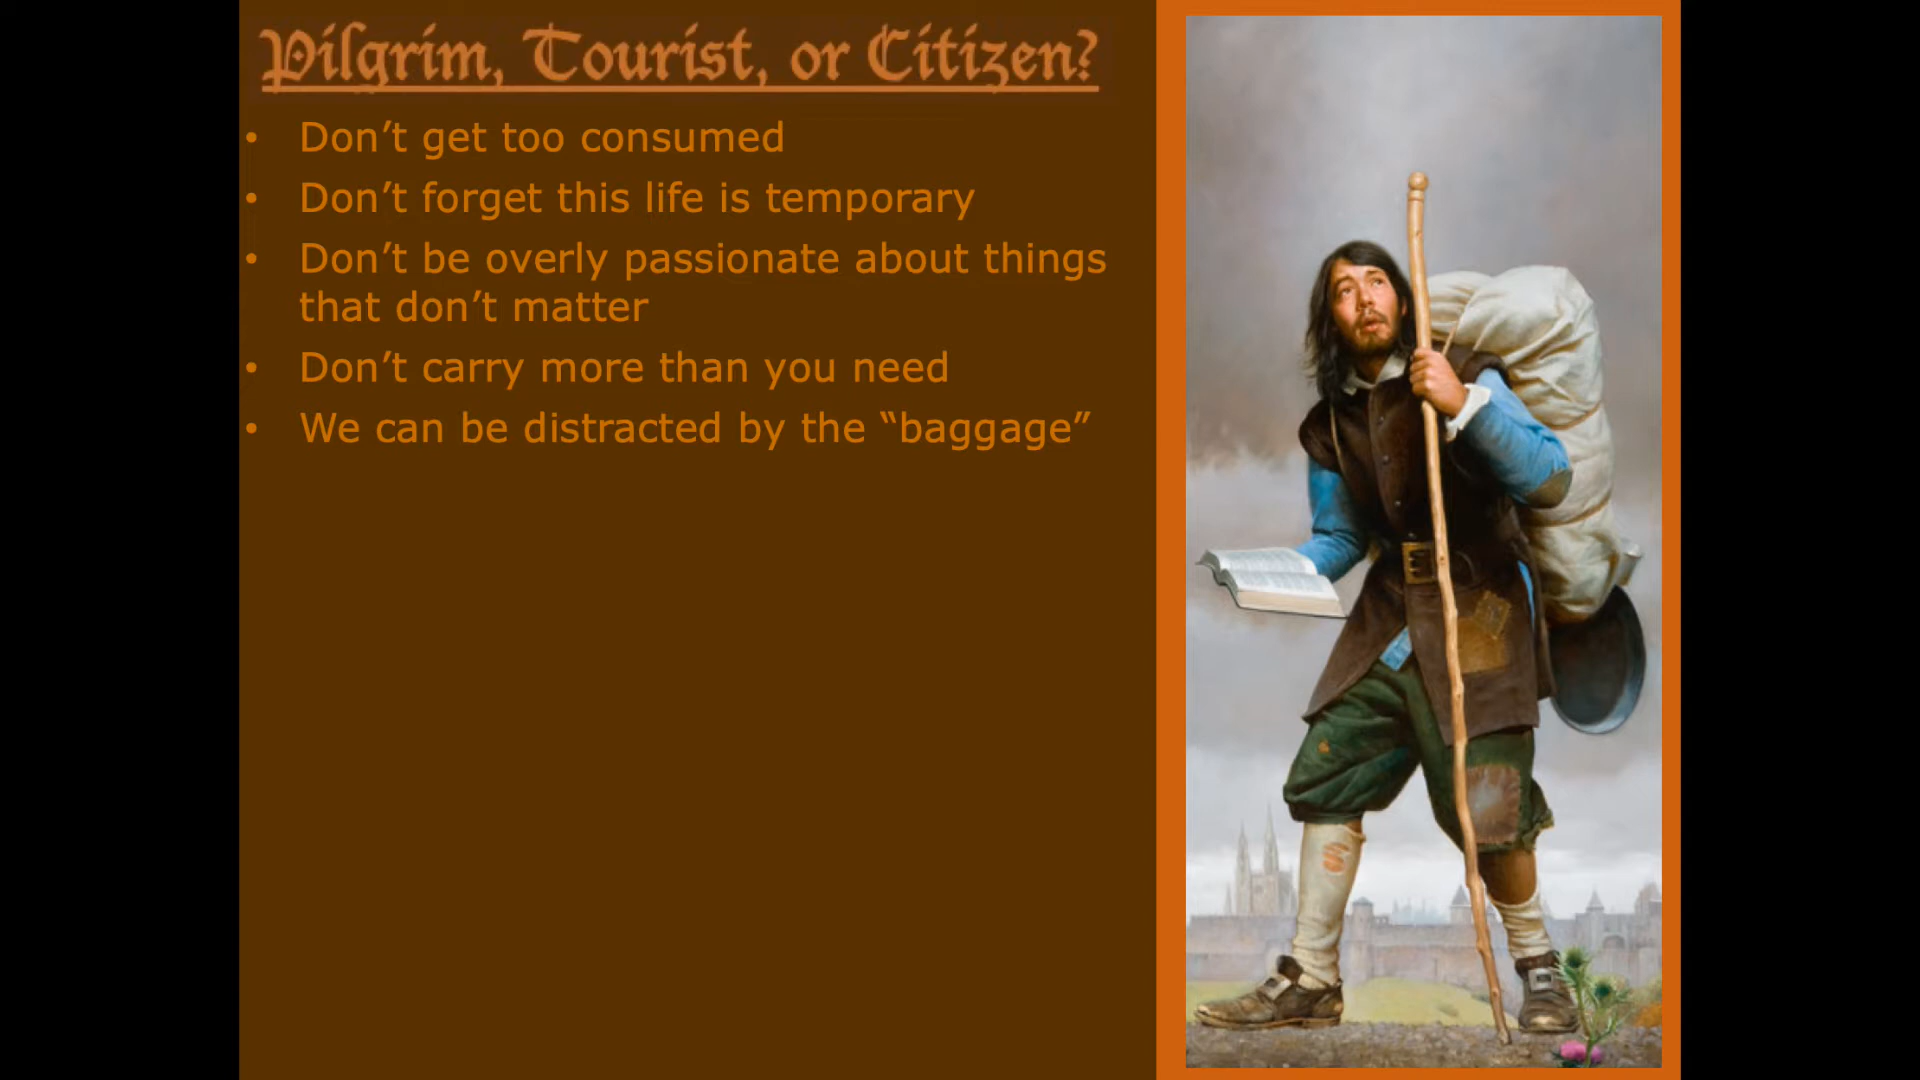 Pilgrim, Tourist, or Citizen?
• Don’t get too consumed
• Don’t forget this life is temporary
• Don’t be overly passionate about things
that don’t matter
• Don’t carry more than you need
• We can be distracted by the “baggage”